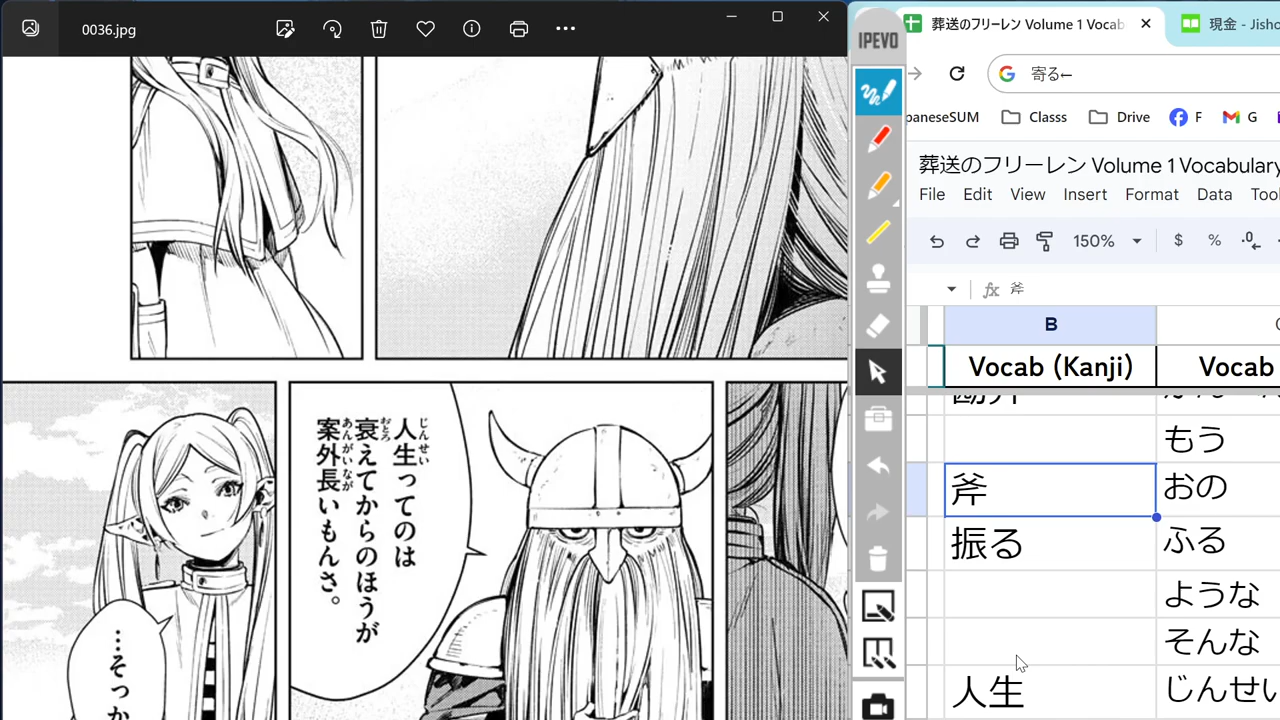 0036.jpg
人生ってのは
じんせい
衰えてからのほうが
おとろ
案外長いもんさ。
あんがいなが
…そっか
IPEVO
葬送のフリーレン Volume 1 Vocab
現金 - Jisho
寄る←
paneseSUM
Classs
Drive
F
G
葬送のフリーレン Volume 1 Vocabulary
File Edit View Insert Format Data Too
150%
$ % .0
fx 斧
B
Vocab (Kanji)
Vocab
もう
斧
おの
振る
ふる
ような
そんな
人生
じんせい